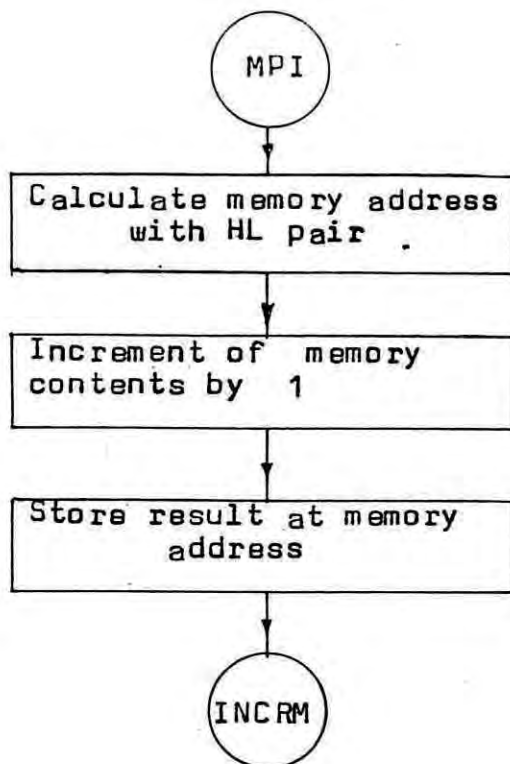 MPI
Calculate memory address
with HL pair
Increment of memory
contents by 1
Store result at memory
address
INCRM